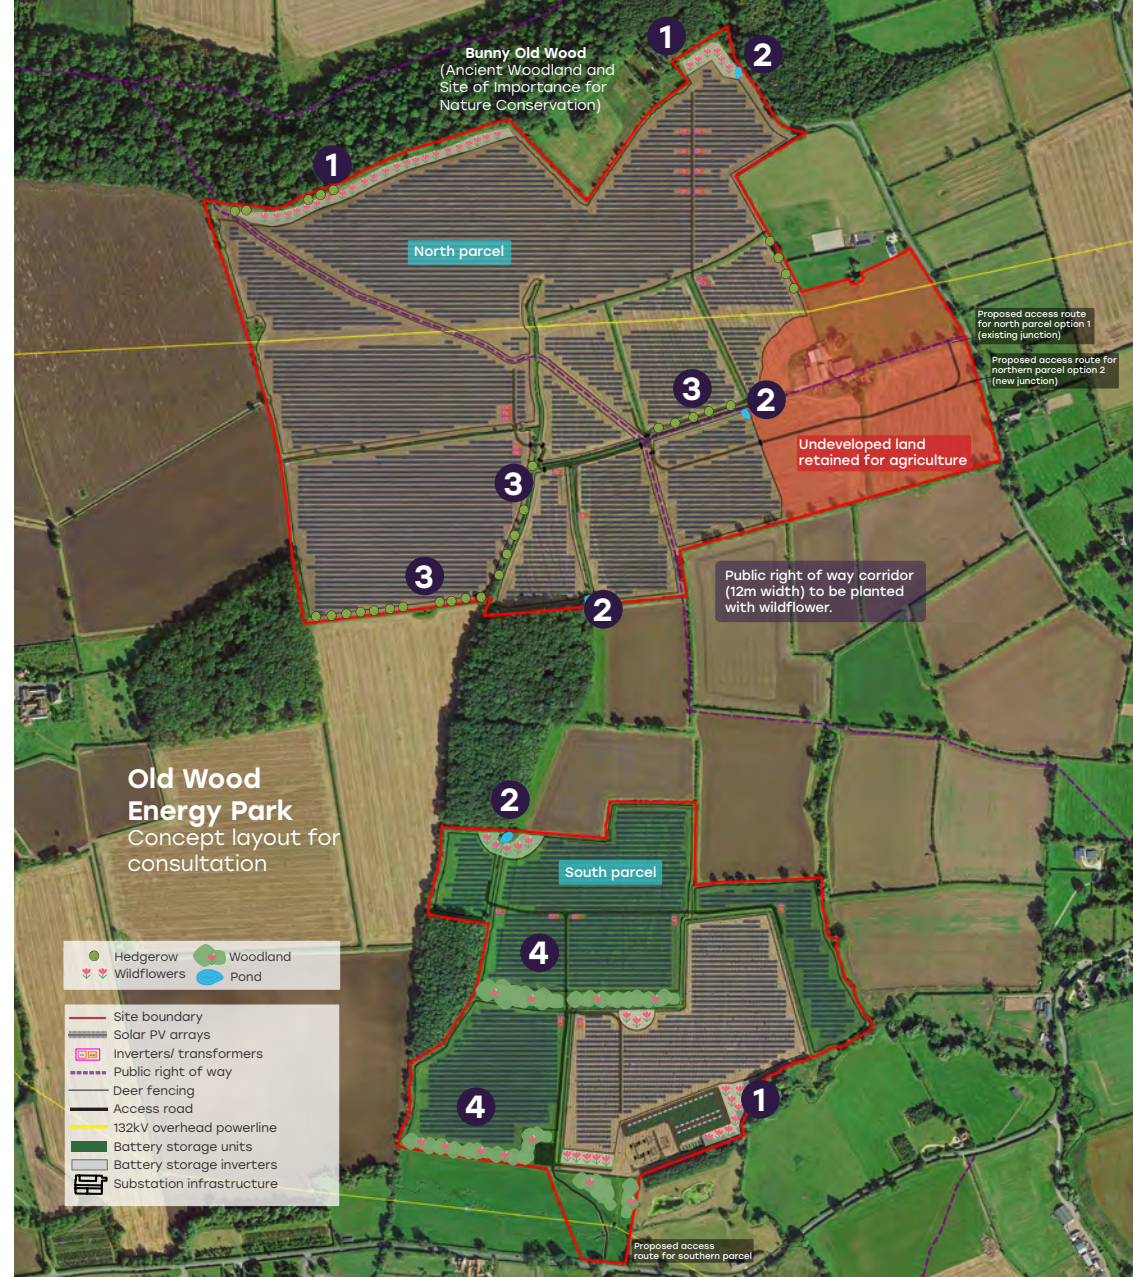 1
2
Bunny Old Wood
(Ancient Woodland and
Site of Importance for
Nature Conservation)
1
North parcel
Proposed access route
for north parcel option 1
(existing junction)
Proposed access route for
northern parcel option 2
(new junction)
3
2
Undeveloped land
retained for agriculture
3
3
2
Public right of way corridor
(12m width) to be planted
with wildflower.
Old Wood
Energy Park
Concept layout for
consultation
2
South parcel
4
4
1
Hedgerow
Woodland
Wildflowers
Pond
Site boundary
Solar PV arrays
Inverters/ transformers
Public right of way
Deer fencing
Access road
132kV overhead powerline
Battery storage units
Battery storage inverters
Substation infrastructure
Proposed access
route for southern parcel